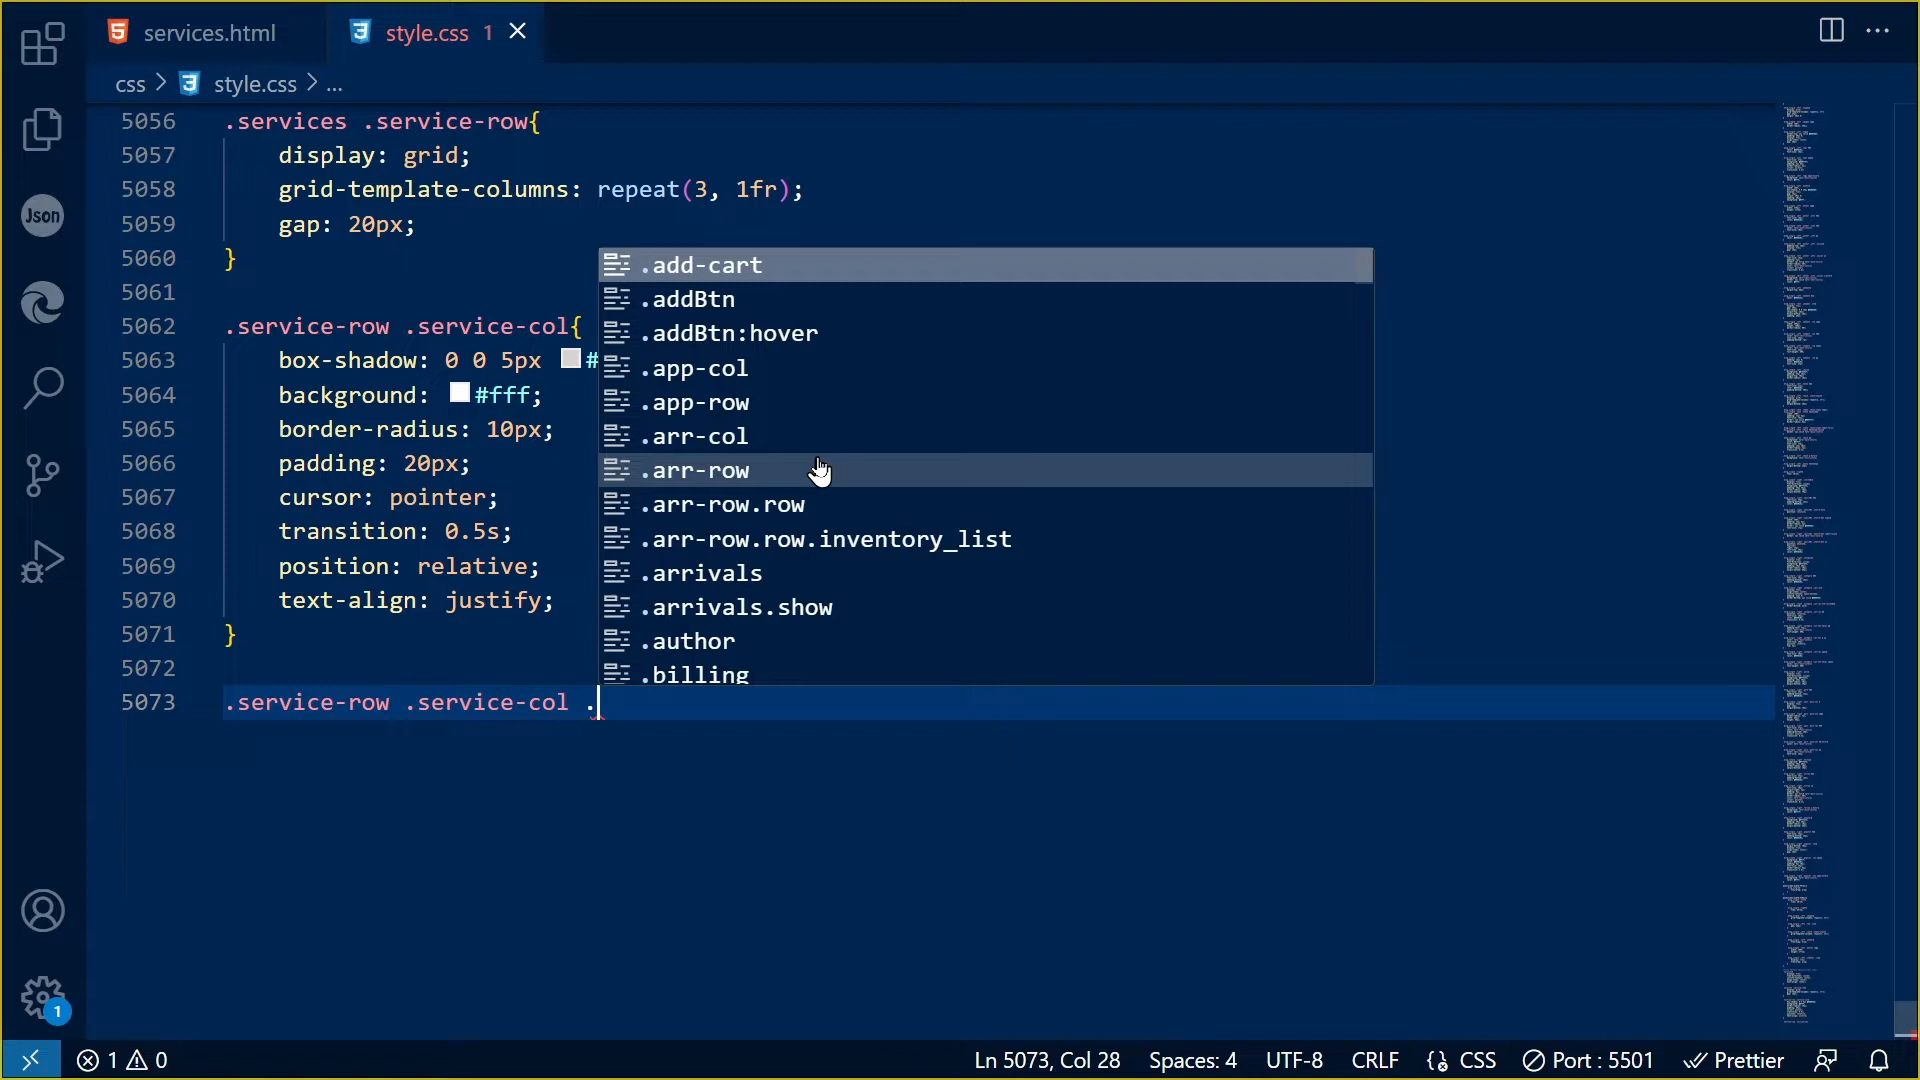 services.html style.css 1
css > style.css > ...
5056 .services .service-row{
5057 display: grid;
5058 grid-template-columns: repeat(3, 1fr);
5059 gap: 20px;
5060 }
5061
5062 .service-row .service-col{
5063 box-shadow: 0 0 5px #
5064 background: #fff;
5065 border-radius: 10px;
5066 padding: 20px;
5067 cursor: pointer;
5068 transition: 0.5s;
5069 position: relative;
5070 text-align: justify;
5071 }
5072
5073 .service-row .service-col .
.add-cart
.addBtn
.addBtn:hover
.app-col
.app-row
.arr-col
.arr-row
.arr-row.row
.arr-row.row.inventory_list
.arrivals
.arrivals.show
.author
.billing
Json
1
1 0 Ln 5073, Col 28 Spaces: 4 UTF-8 CRLF CSS Port : 5501 Prettier